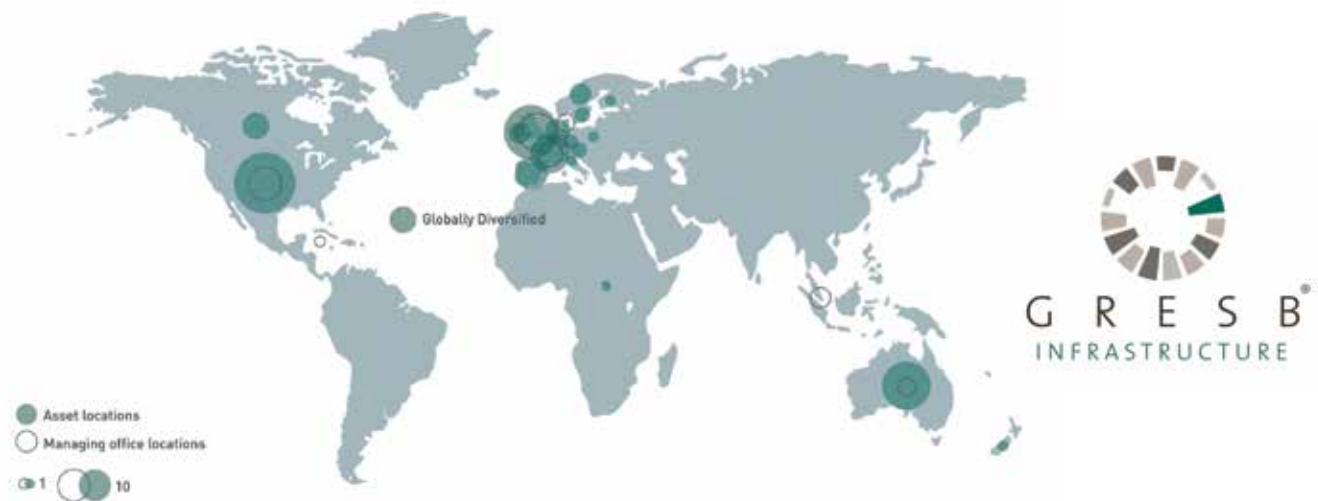 Globally Diversified
GRESB®
INFRASTRUCTURE
Asset locations
Managing office locations
1
10